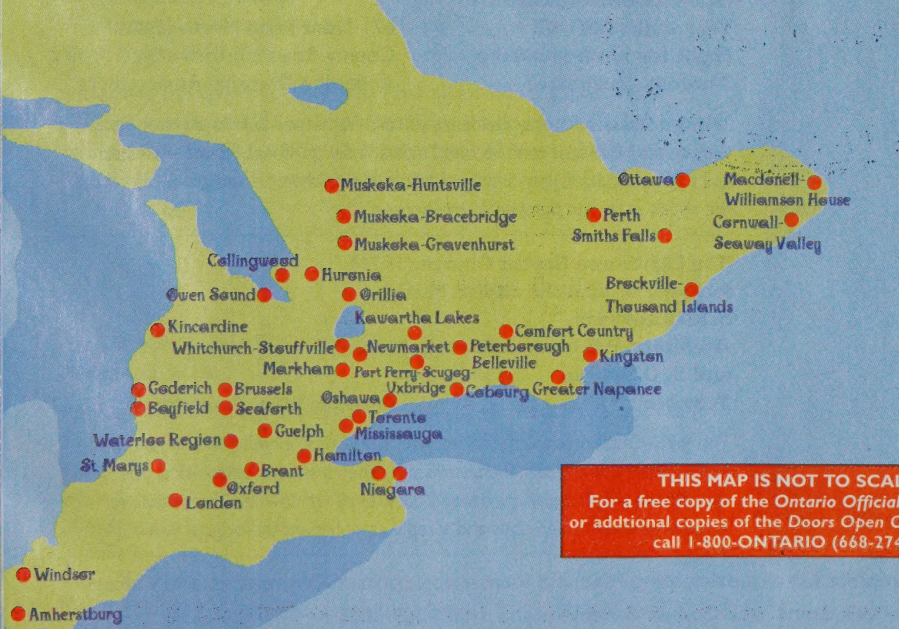 Muskoka-Huntsville
Ottawa
Macdonell-
Williamson House
Muskoka-Bracebridge
Perth
Cornwall-
Seaway Valley
Smiths Falls
Muskoka-Gravenhurst
Collingwood
Huronia
Brockville-
Thousand Islands
Owen Sound
Orillia
Kawartha Lakes
Kincardine
Comfort Country
Whitchurch-Stouffville
Newmarket
Peterborough
Kingston
Markham
Port Perry-Scugog-
Uxbridge
Belleville
Goderich
Brussels
Oshawa
Cobourg
Greater Napanee
Bayfield
Seaforth
Toronto
Mississauga
Waterloo Region
Guelph
Hamilton
St. Marys
Brant
Oxford
Niagara
London
Windsor
Amherstburg
THIS MAP IS NOT TO SCAL
For a free copy of the Ontario Official
or addtional copies of the Doors Open O
call 1-800-ONTARIO (668-274